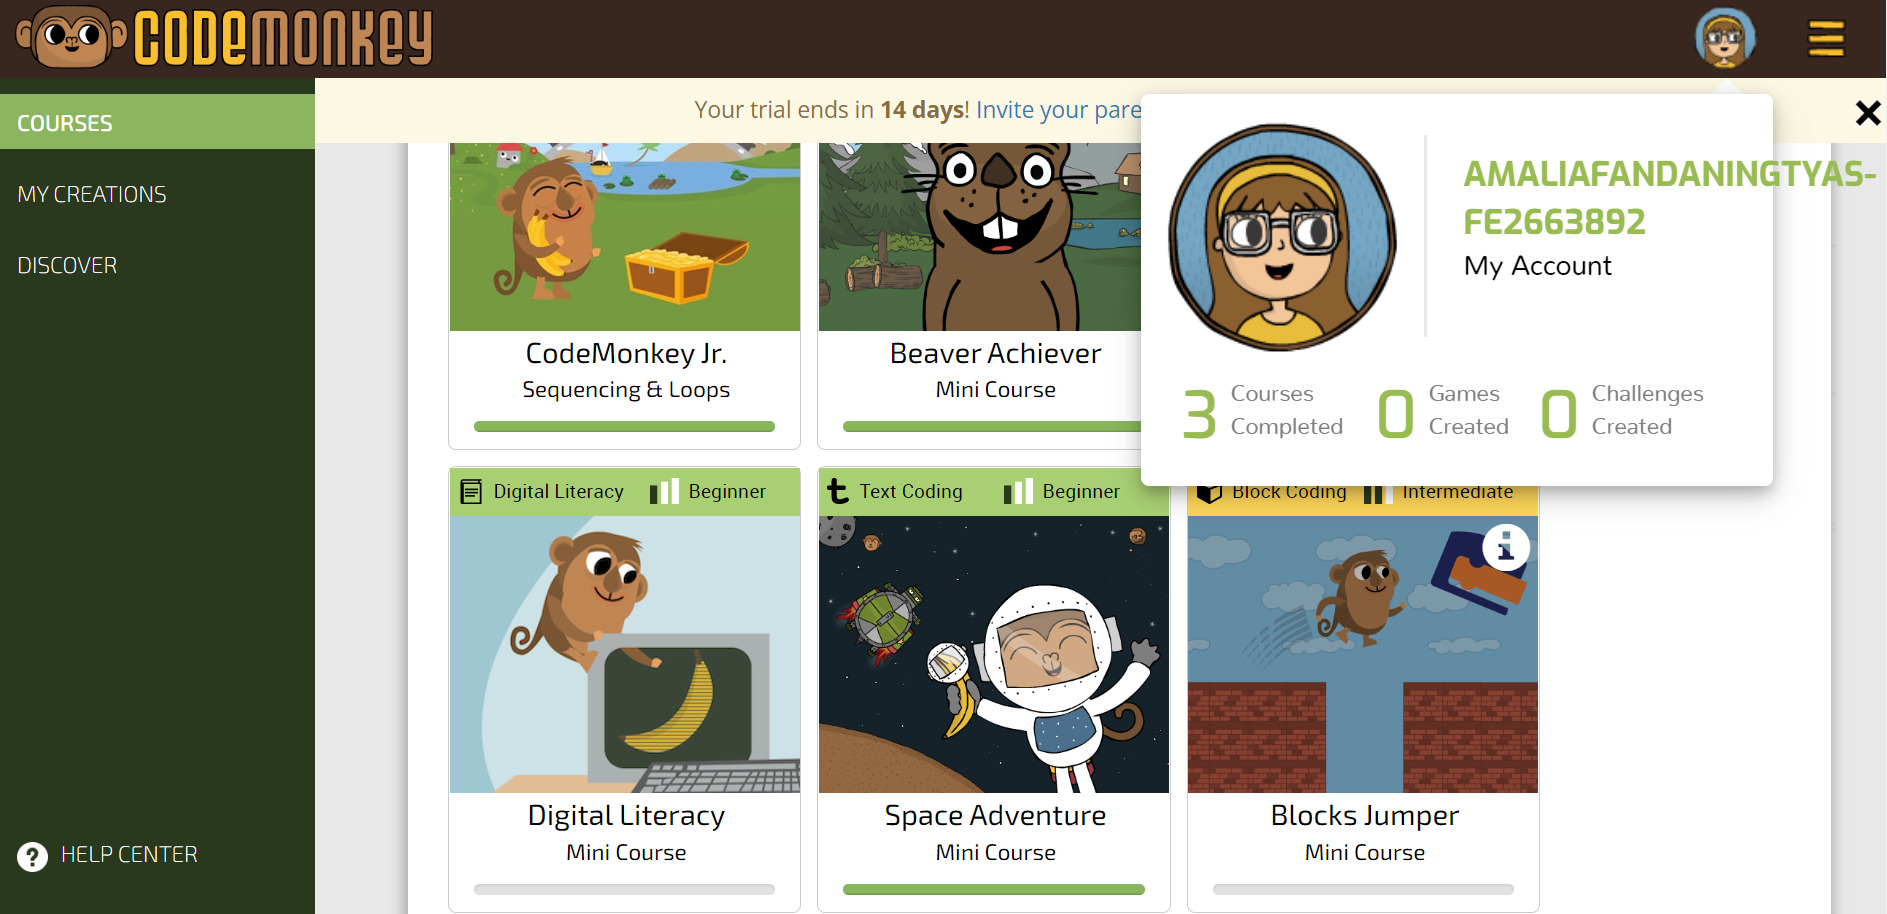 CODEMONKEY
COURSES
MY CREATIONS
DISCOVER
? HELP CENTER
Your trial ends in 14 days! Invite your pare
AMALIAFANDANINGTYAS-
FE2663892
My Account
3 Courses Completed
0 Games Created
0 Challenges Created
CodeMonkey Jr.
Sequencing & Loops
Beaver Achiever
Mini Course
Digital Literacy Beginner
Digital Literacy
Mini Course
t Text Coding Beginner
Space Adventure
Mini Course
Block Coding Intermediate
i
Blocks Jumper
Mini Course